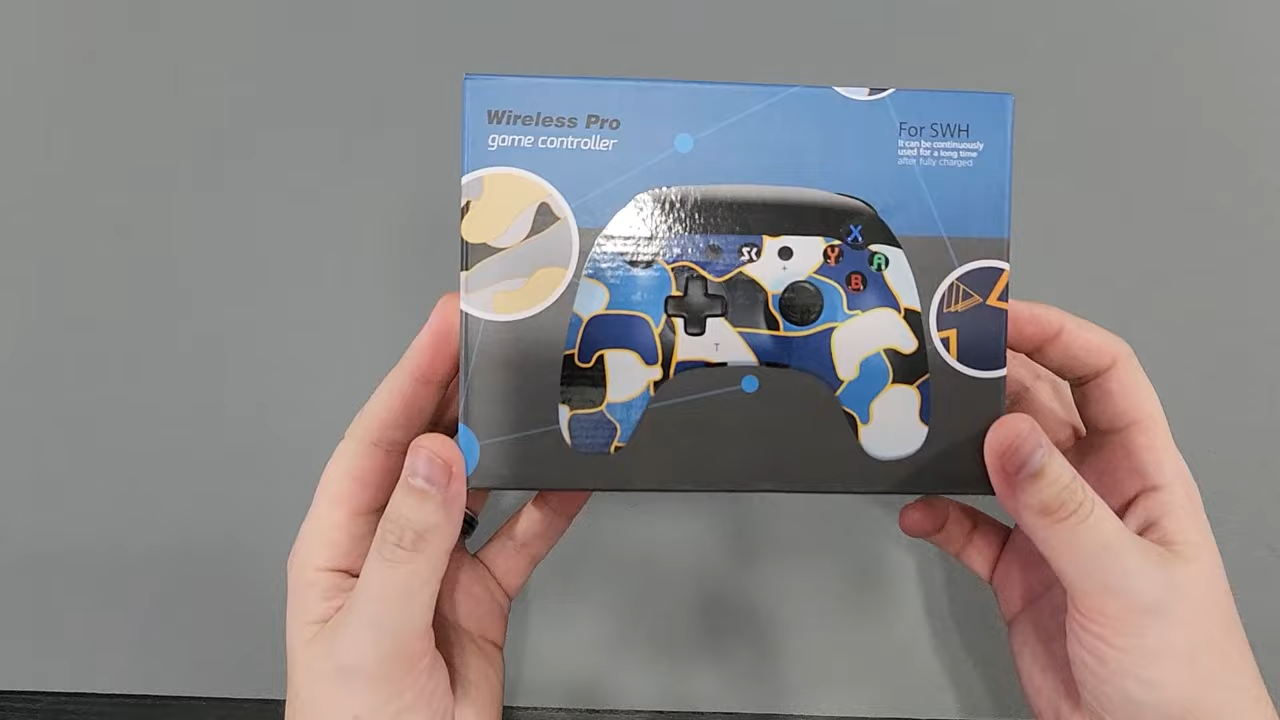 Wireless Pro
game controller
For SWH
It can be continuously
used for a long time
after fully charged
X
Y
A
B
T